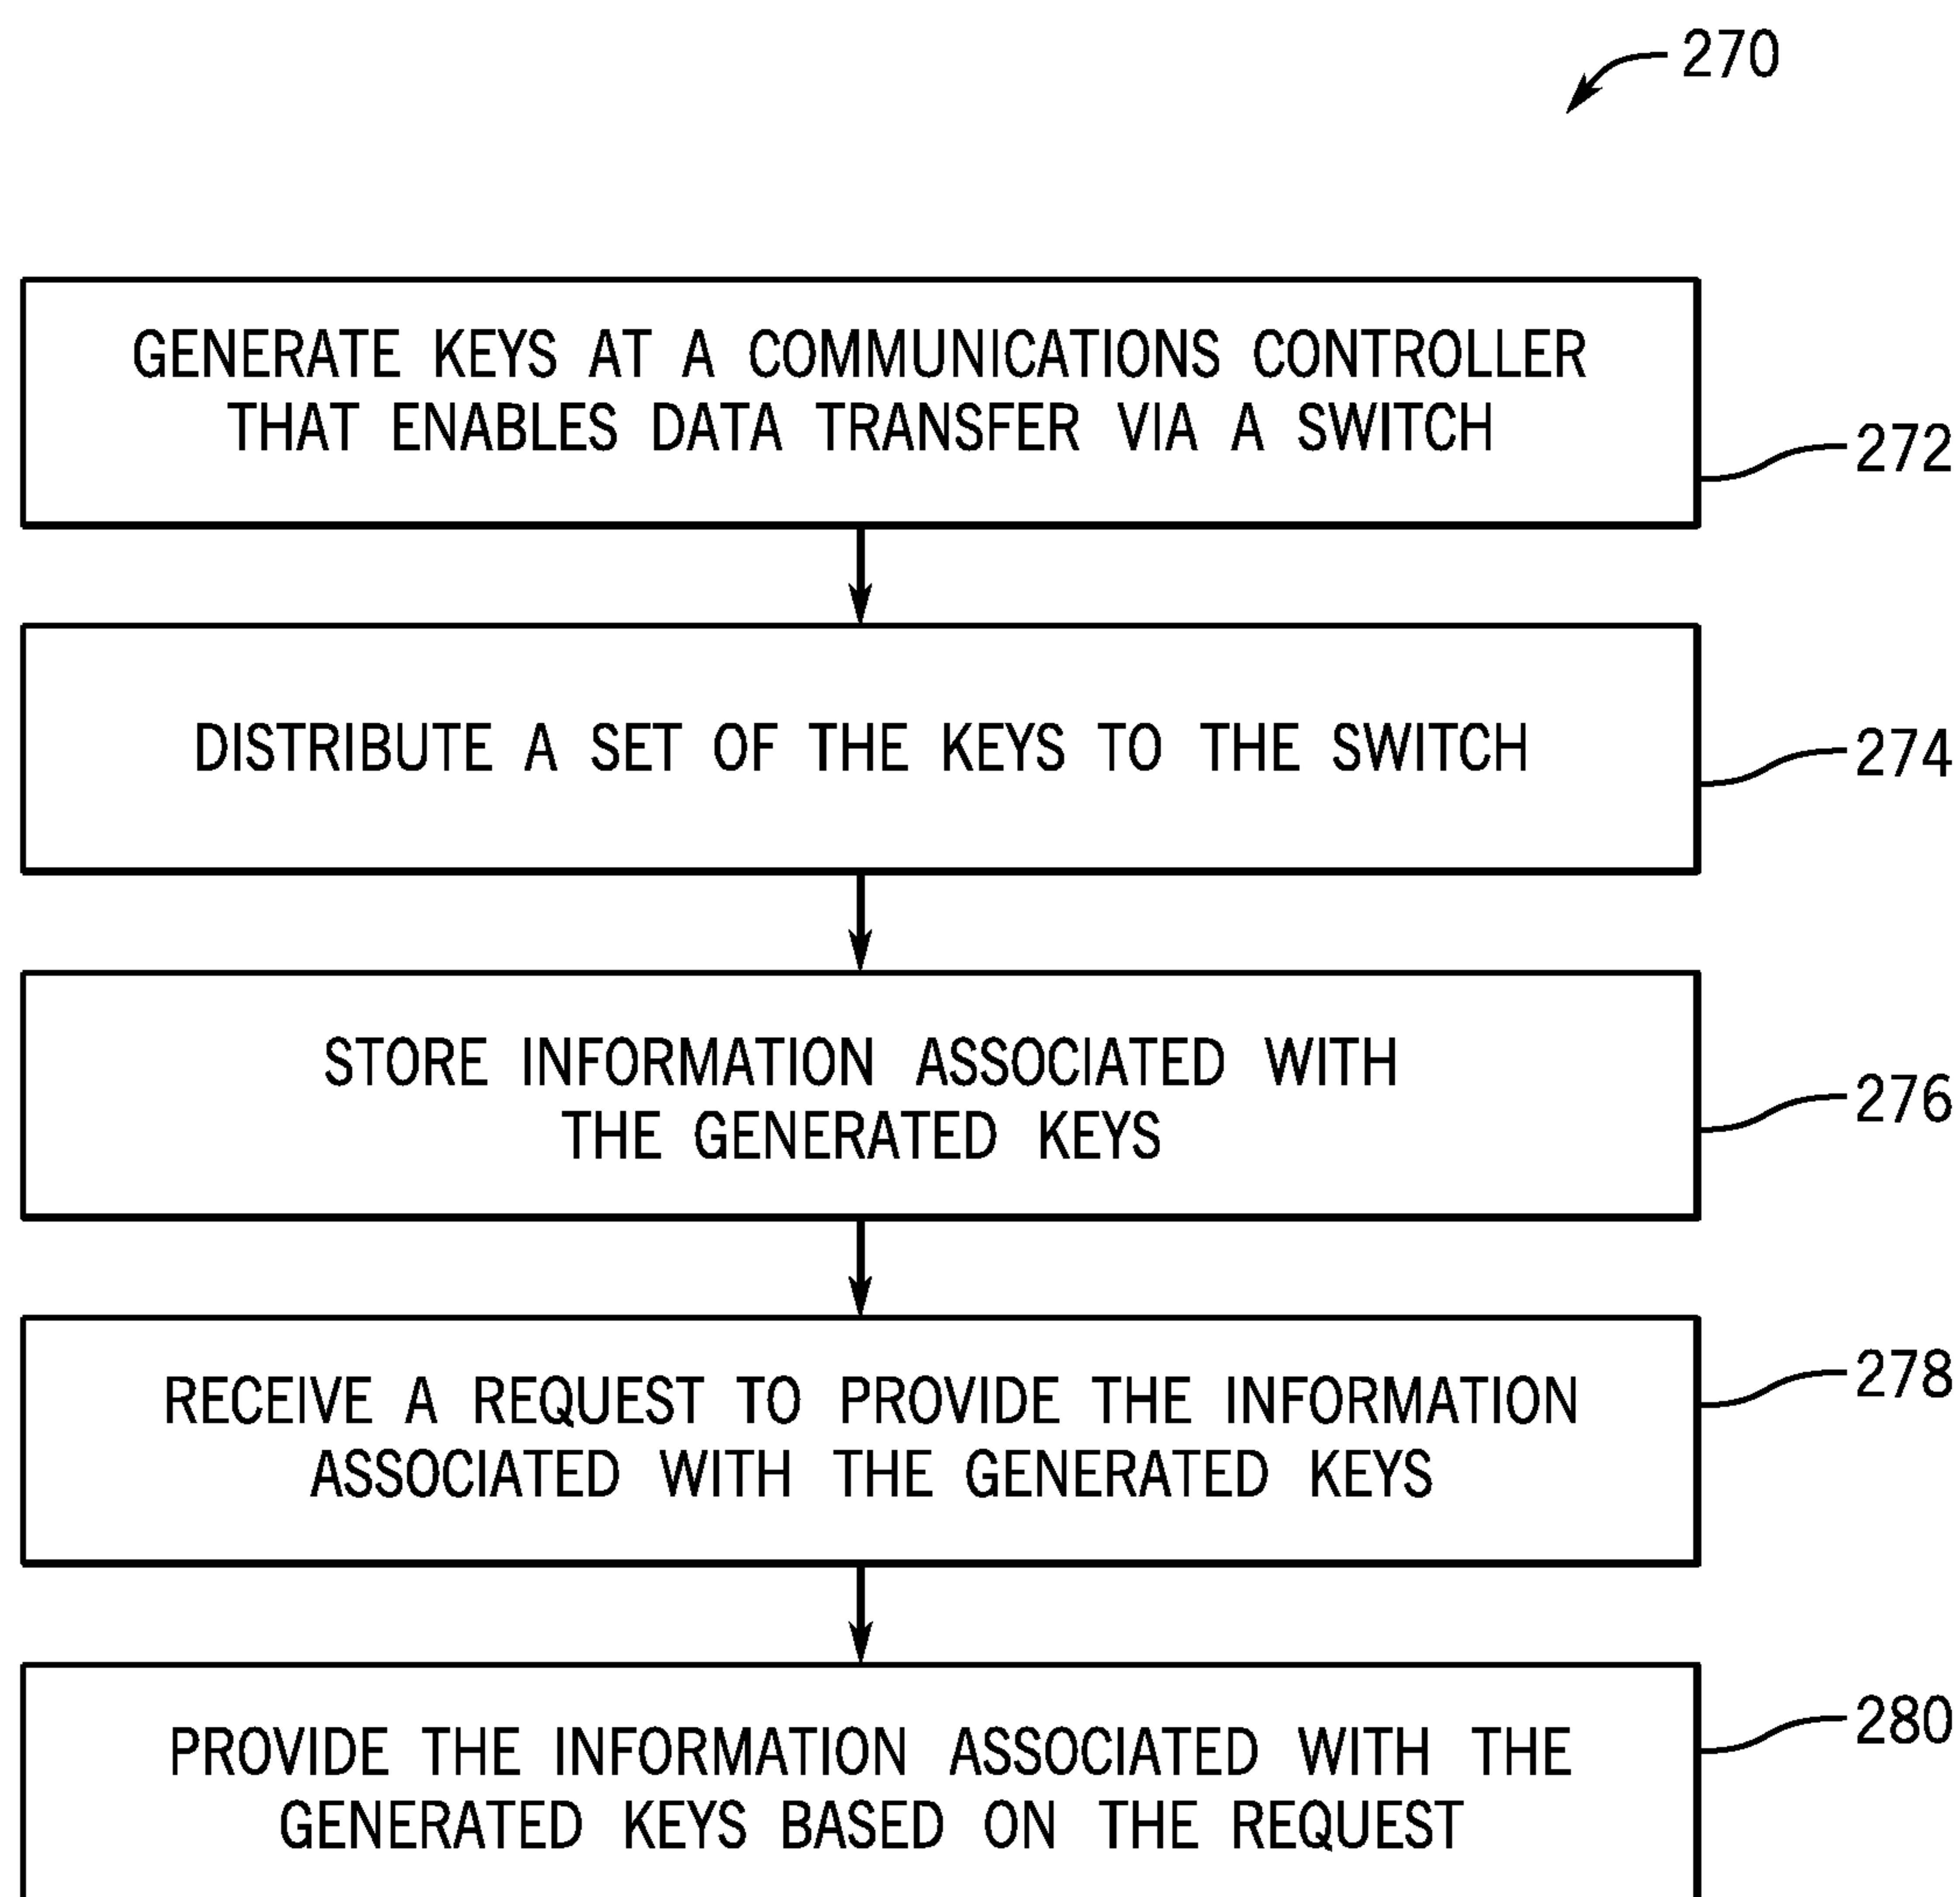 270
GENERATE KEYS AT A COMMUNICATIONS CONTROLLER
THAT ENABLES DATA TRANSFER VIA A SWITCH
272
DISTRIBUTE A SET OF THE KEYS TO THE SWITCH
274
STORE INFORMATION ASSOCIATED WITH
THE GENERATED KEYS
276
RECEIVE A REQUEST TO PROVIDE THE INFORMATION
ASSOCIATED WITH THE GENERATED KEYS
278
PROVIDE THE INFORMATION ASSOCIATED WITH THE
GENERATED KEYS BASED ON THE REQUEST
280